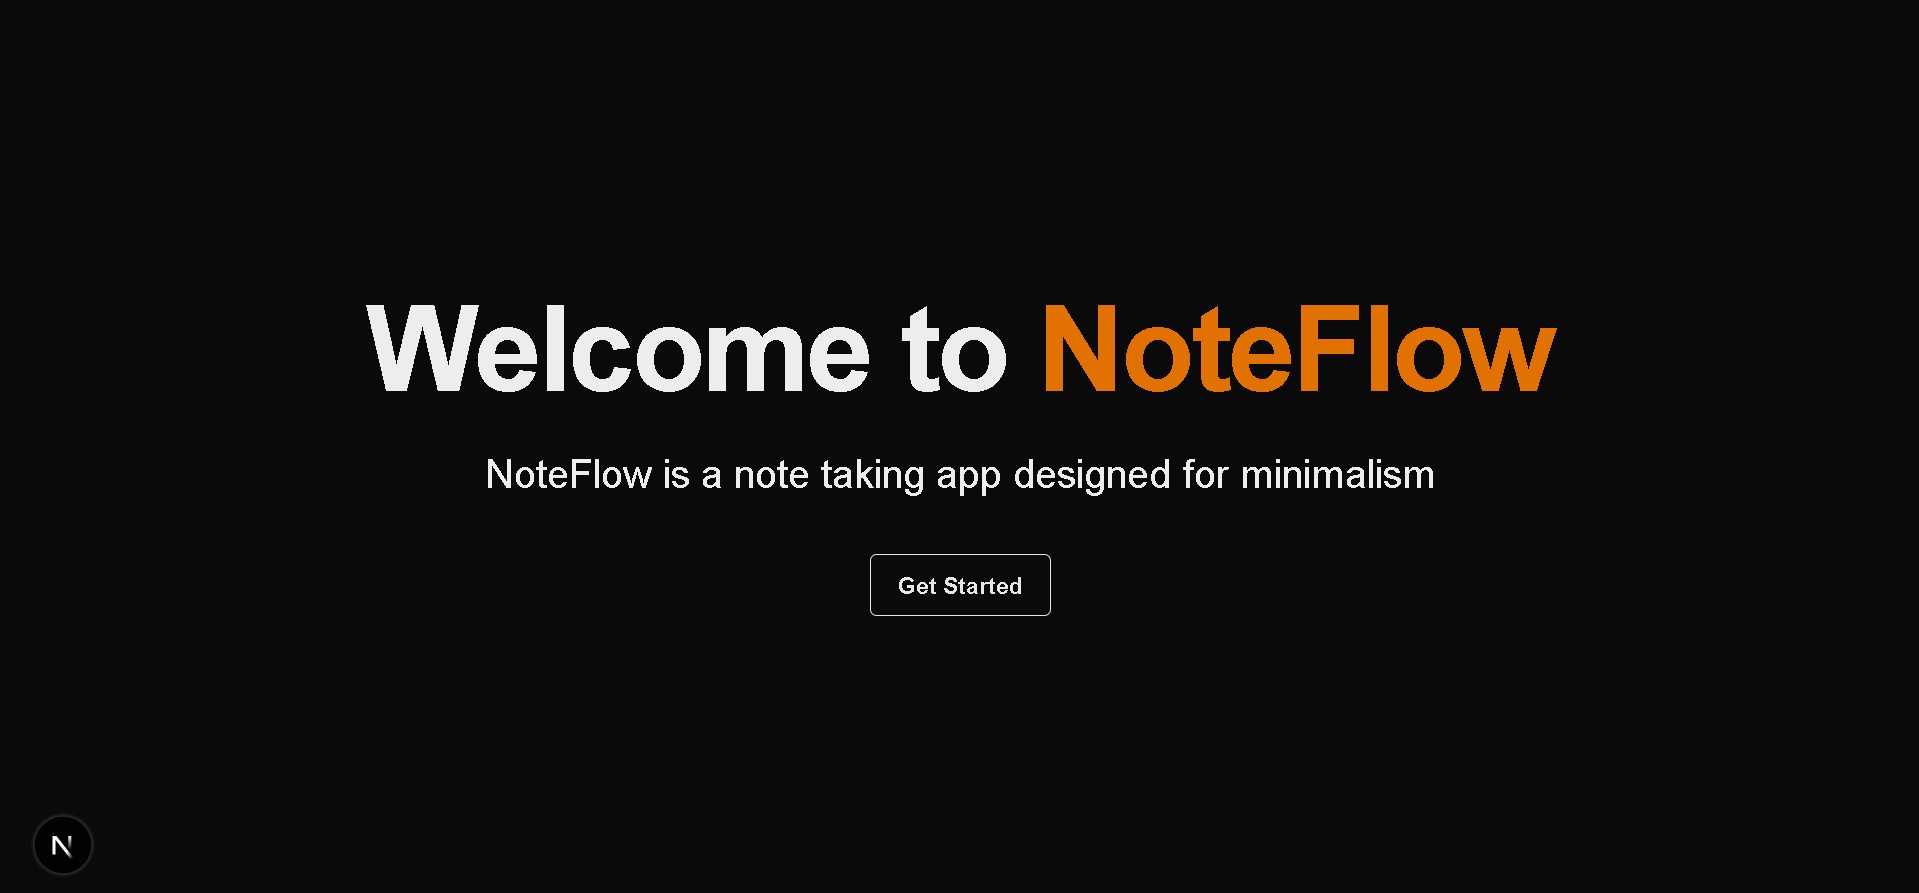 Welcome to NoteFlow
NoteFlow is a note taking app designed for minimalism
Get Started
N